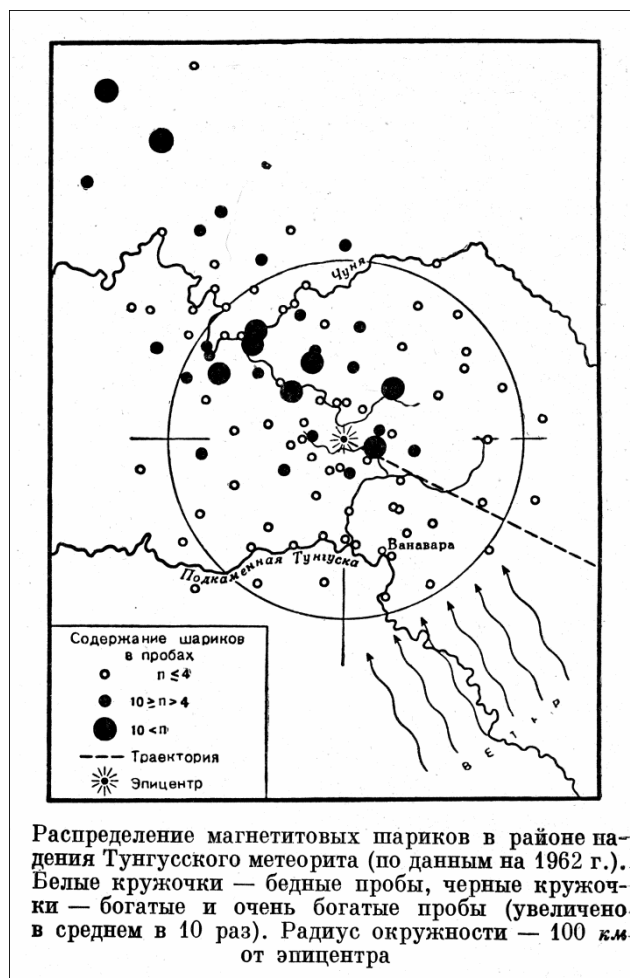 Чуня
Ванавара
Подкаменная Тунгуска
ВЕТЕР
Содержание шариков
в пробах
n ≤ 4
10 ≥ n > 4
10 < n
Траектория
Эпицентр
Распределение магнетитовых шариков в районе па-
дения Тунгусского метеорита (по данным на 1962 г.).
Белые кружочки — бедные пробы, черные кружоч-
ки — богатые и очень богатые пробы (увеличено
в среднем в 10 раз). Радиус окружности — 100 км
от эпицентра